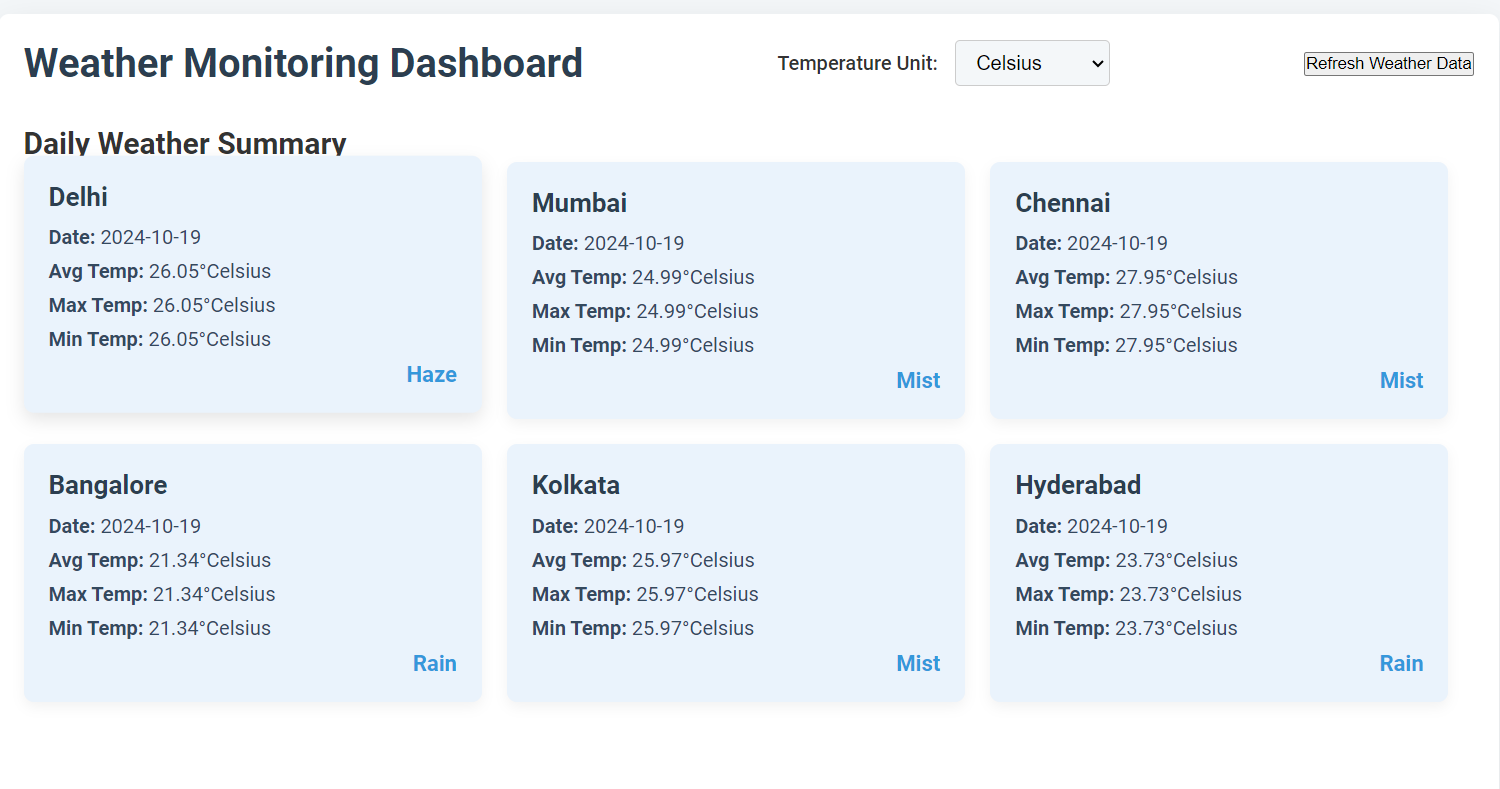 Weather Monitoring Dashboard
Temperature Unit: Celsius
Refresh Weather Data
Daily Weather Summary
Delhi
Date: 2024-10-19
Avg Temp: 26.05°Celsius
Max Temp: 26.05°Celsius
Min Temp: 26.05°Celsius
Haze
Mumbai
Date: 2024-10-19
Avg Temp: 24.99°Celsius
Max Temp: 24.99°Celsius
Min Temp: 24.99°Celsius
Mist
Chennai
Date: 2024-10-19
Avg Temp: 27.95°Celsius
Max Temp: 27.95°Celsius
Min Temp: 27.95°Celsius
Mist
Bangalore
Date: 2024-10-19
Avg Temp: 21.34°Celsius
Max Temp: 21.34°Celsius
Min Temp: 21.34°Celsius
Rain
Kolkata
Date: 2024-10-19
Avg Temp: 25.97°Celsius
Max Temp: 25.97°Celsius
Min Temp: 25.97°Celsius
Mist
Hyderabad
Date: 2024-10-19
Avg Temp: 23.73°Celsius
Max Temp: 23.73°Celsius
Min Temp: 23.73°Celsius
Rain